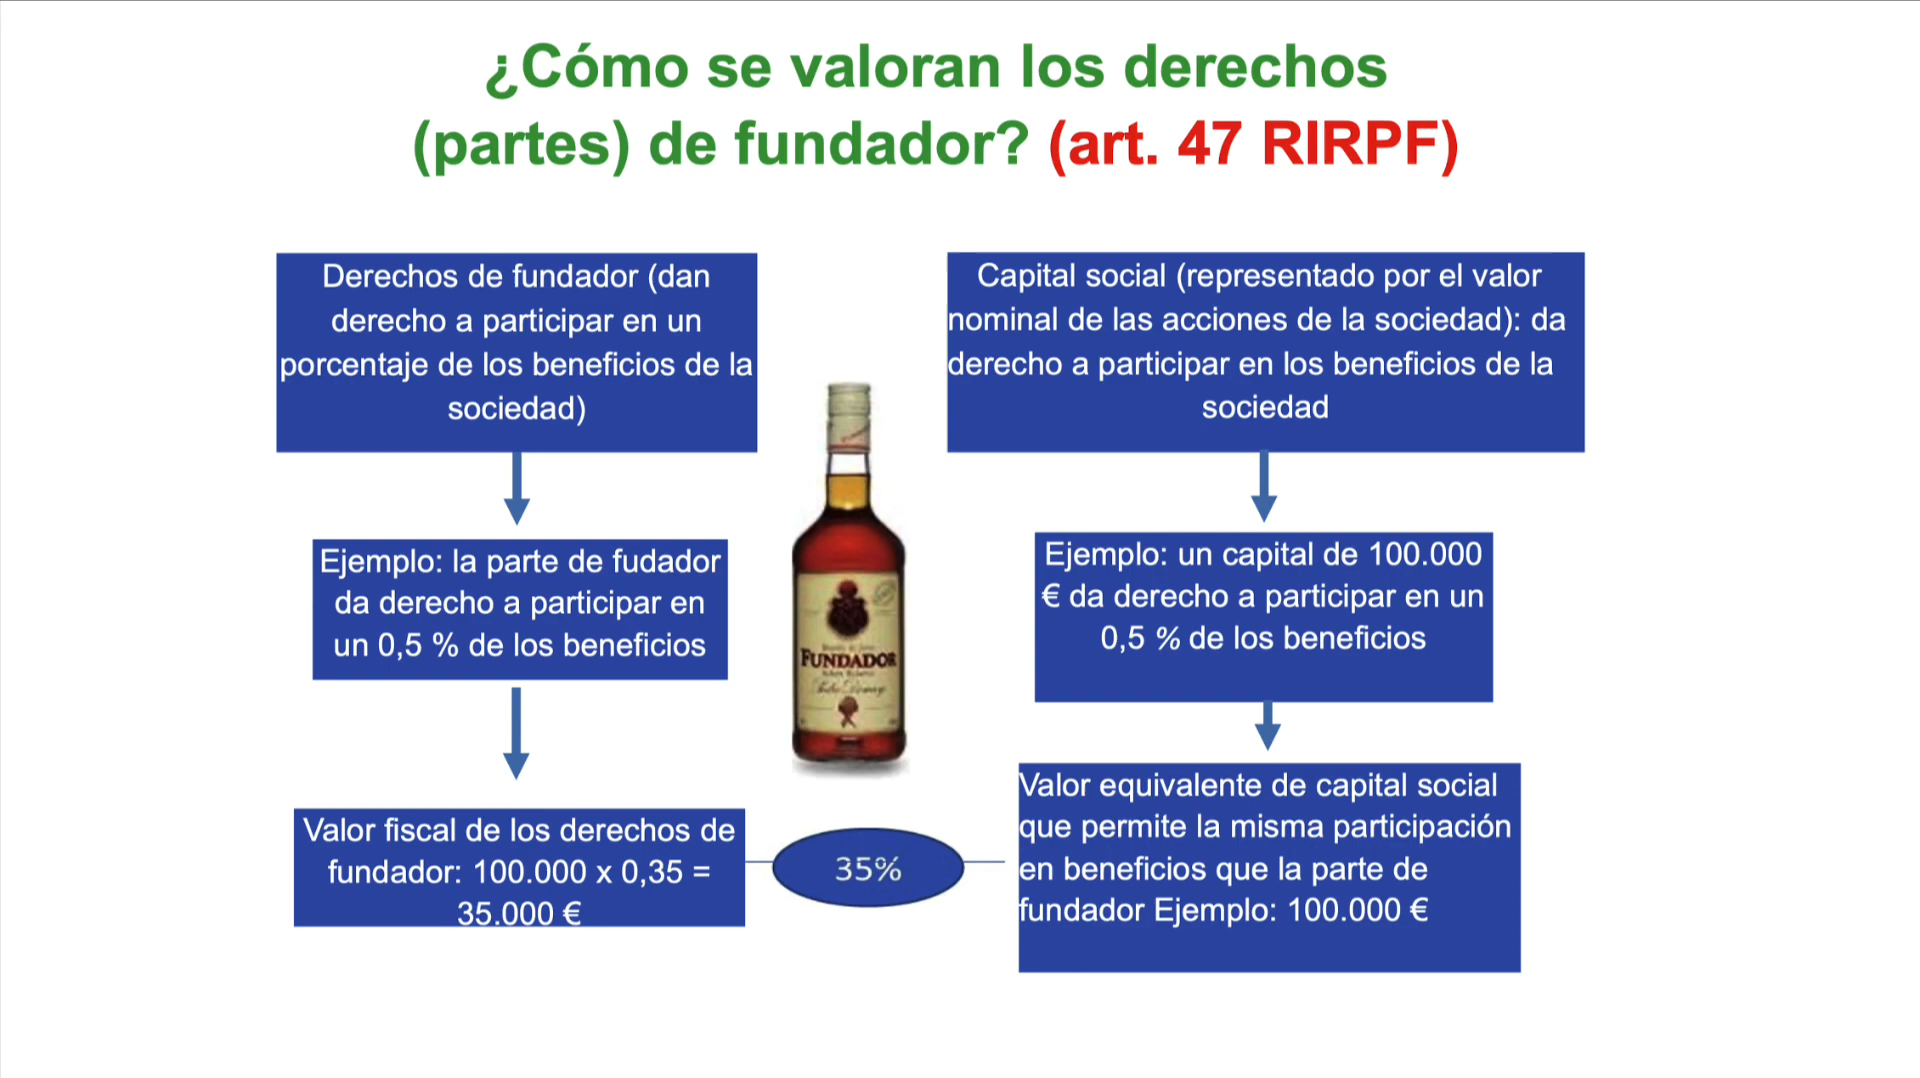 ¿Cómo se valoran los derechos
(partes) de fundador? (art. 47 RIRPF)
Derechos de fundador (dan
derecho a participar en un
porcentaje de los beneficios de la
sociedad)
Capital social (representado por el valor
nominal de las acciones de la sociedad): da
derecho a participar en los beneficios de la
sociedad
Ejemplo: la parte de fudador
da derecho a participar en
un 0,5 % de los beneficios
Ejemplo: un capital de 100.000
€ da derecho a participar en un
0,5 % de los beneficios
FUNDADOR
Valor fiscal de los derechos de
fundador: 100.000 x 0,35 =
35.000 €
35%
Valor equivalente de capital social
que permite la misma participación
en beneficios que la parte de
fundador Ejemplo: 100.000 €